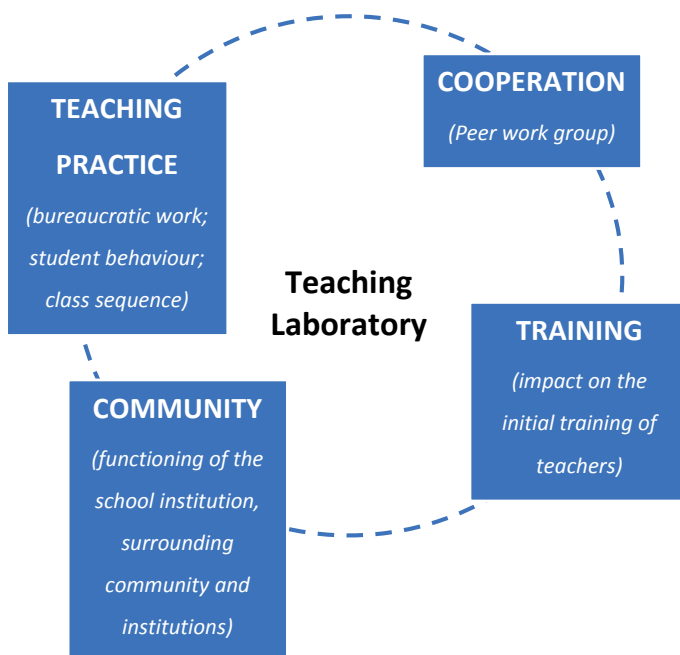 TEACHING
PRACTICE
(bureaucratic work;
student behaviour;
class sequence)
COOPERATION
(Peer work group)
Teaching
Laboratory
TRAINING
(impact on the
initial training of
teachers)
COMMUNITY
(functioning of the
school institution,
surrounding
community and
institutions)